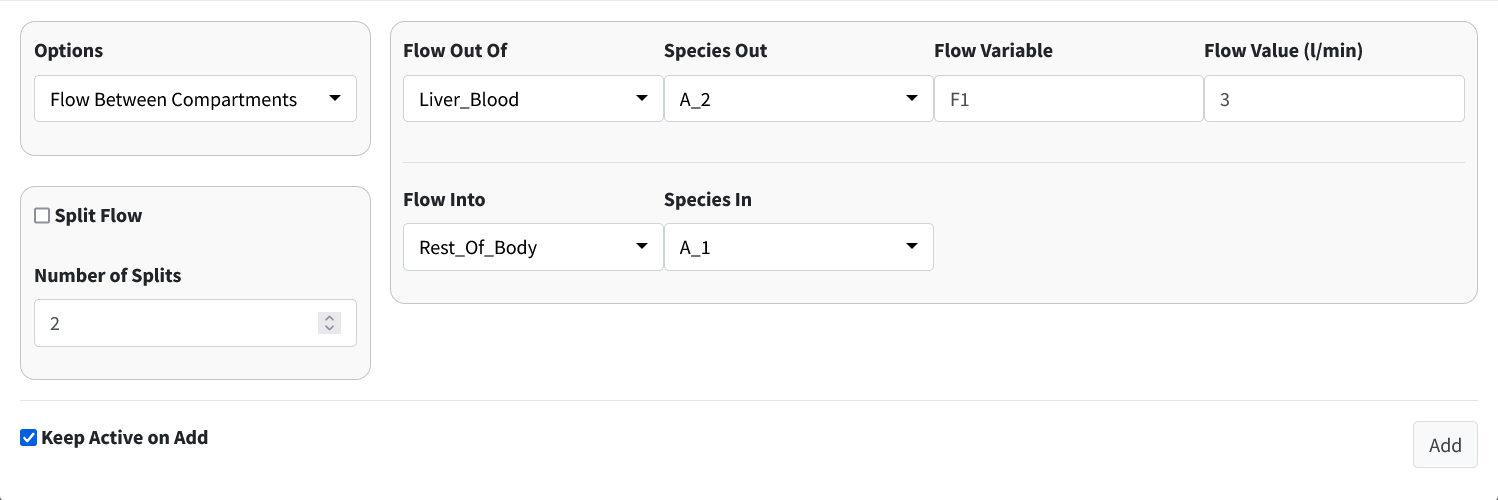 Options
Flow Between Compartments
Split Flow
Number of Splits
2
Flow Out Of Species Out Flow Variable Flow Value (l/min)
Liver_Blood A_2 F1 3
Flow Into Species In
Rest_Of_Body A_1
Keep Active on Add
Add